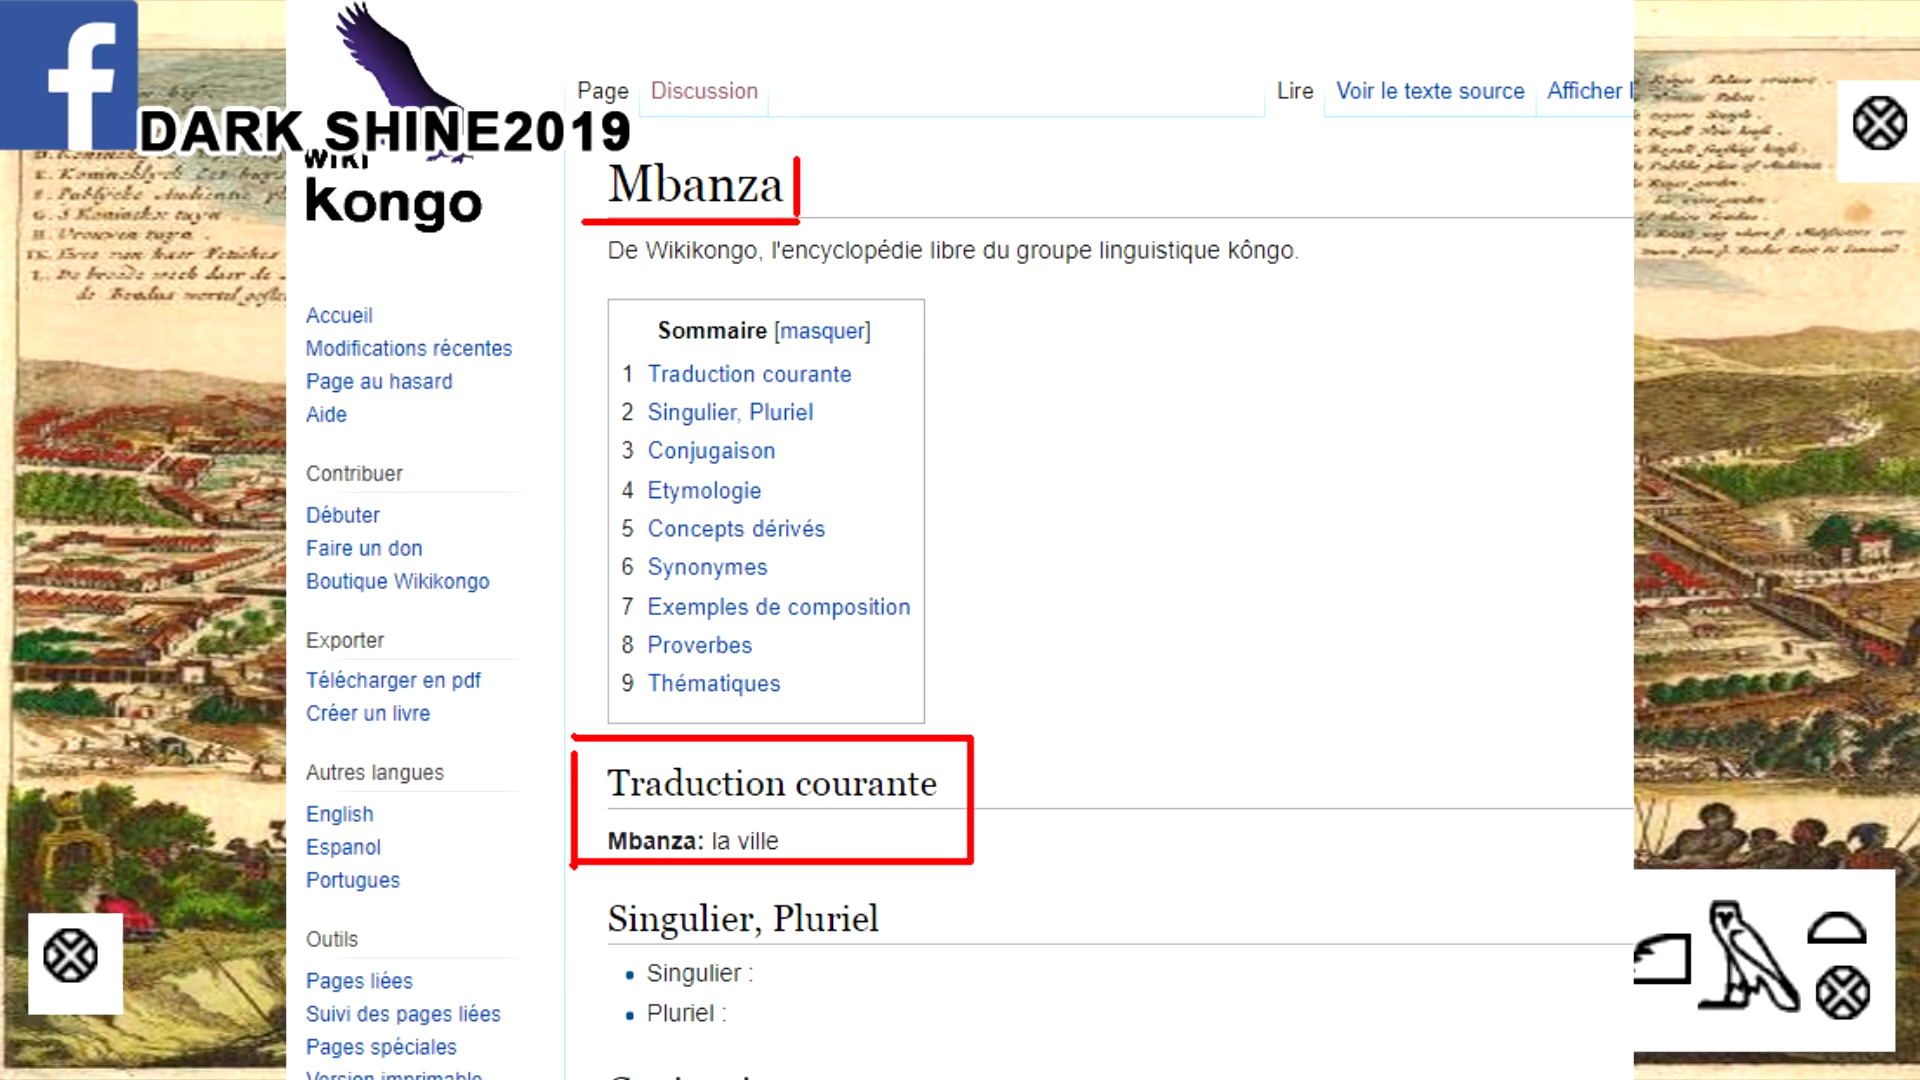 DARK SHINE2019
WIKI
kongo
Accueil
Modifications récentes
Page au hasard
Aide
Contribuer
Débuter
Faire un don
Boutique Wikikongo
Exporter
Télécharger en pdf
Créer un livre
Autres langues
English
Espanol
Portugues
Outils
Pages liées
Suivi des pages liées
Pages spéciales
Version imprimable
Page
Discussion
Lire
Voir le texte source
Afficher
Mbanza
De Wikikongo, l'encyclopédie libre du groupe linguistique kôngo.
Sommaire [masquer]
1 Traduction courante
2 Singulier, Pluriel
3 Conjugaison
4 Etymologie
5 Concepts dérivés
6 Synonymes
7 Exemples de composition
8 Proverbes
9 Thématiques
Traduction courante
Mbanza: la ville
Singulier, Pluriel
Singulier :
Pluriel :